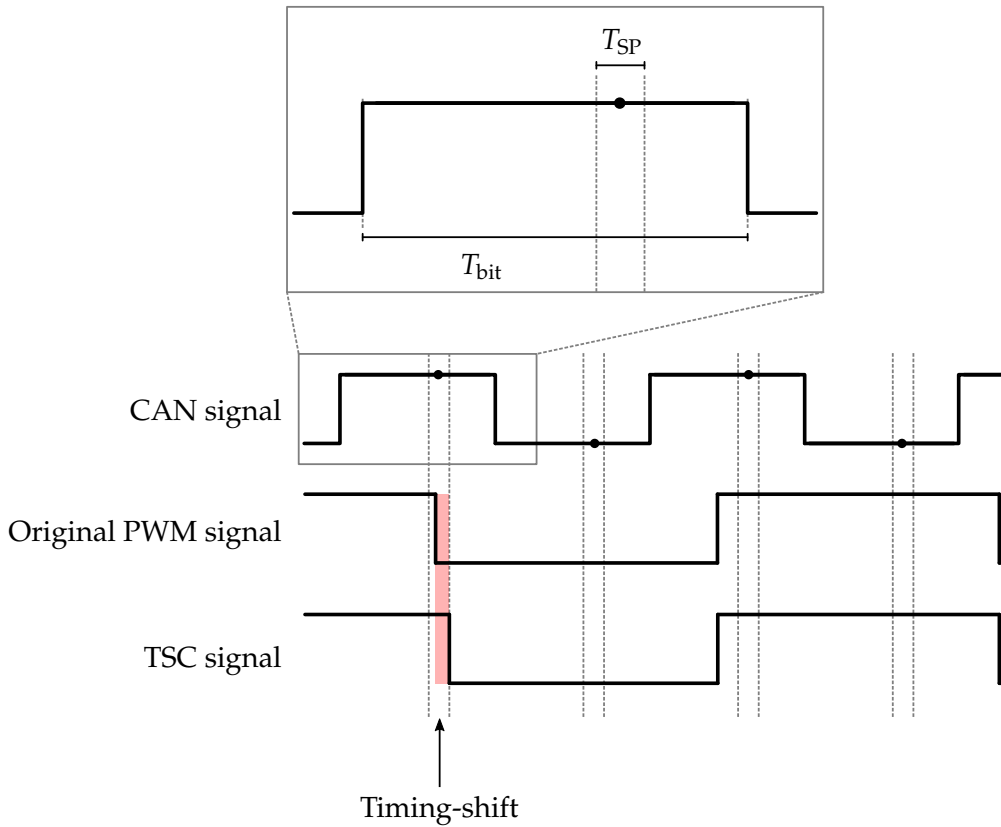 T_SP
T_bit
CAN signal
Original PWM signal
TSC signal
Timing-shift